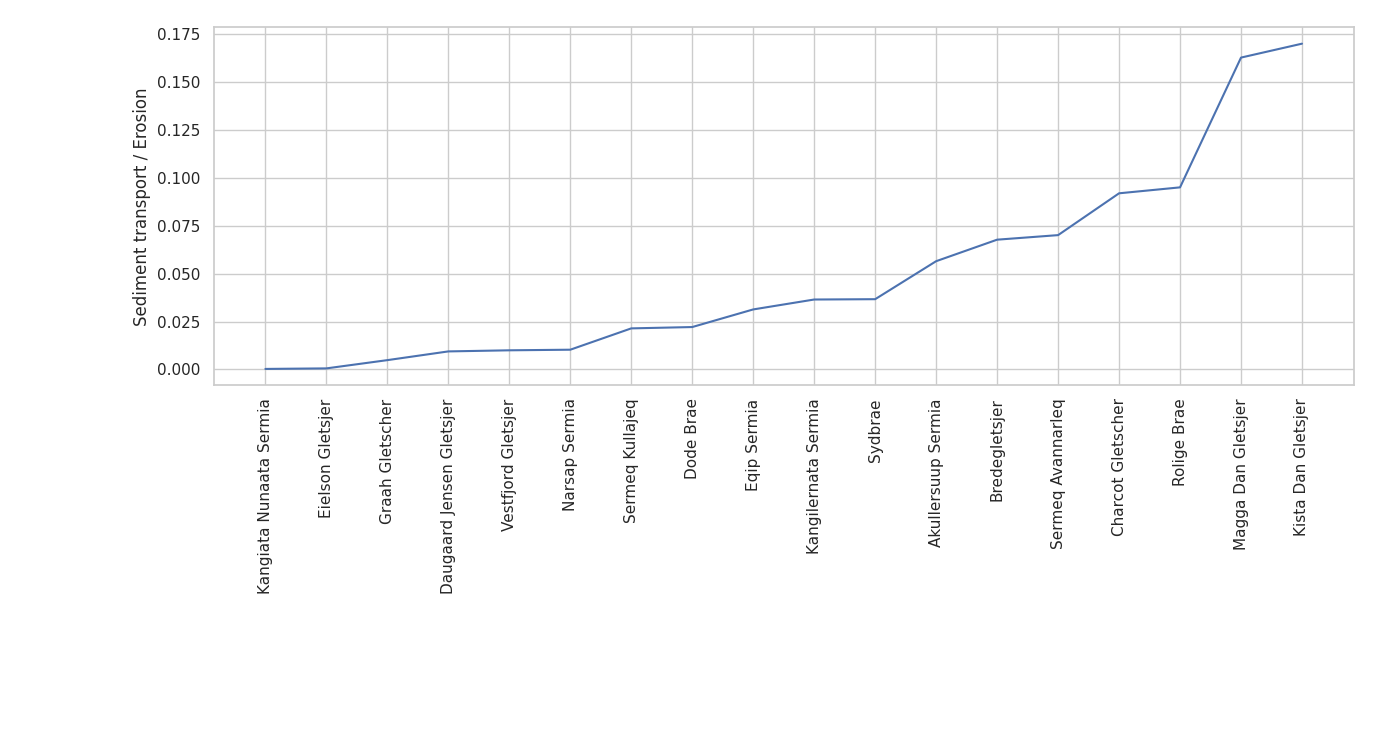 Sediment transport / Erosion
0.175
0.150
0.125
0.100
0.075
0.050
0.025
0.000
Kangiata Nunaata Sermia
Eielson Gletsjer
Graah Gletscher
Daugaard Jensen Gletsjer
Vestfjord Gletsjer
Narsap Sermia
Sermeq Kullajeq
Dode Brae
Eqip Sermia
Kangilernata Sermia
Sydbrae
Akullersuup Sermia
Bredegletsjer
Sermeq Avannarleq
Charcot Gletscher
Rolige Brae
Magga Dan Gletsjer
Kista Dan Gletsjer